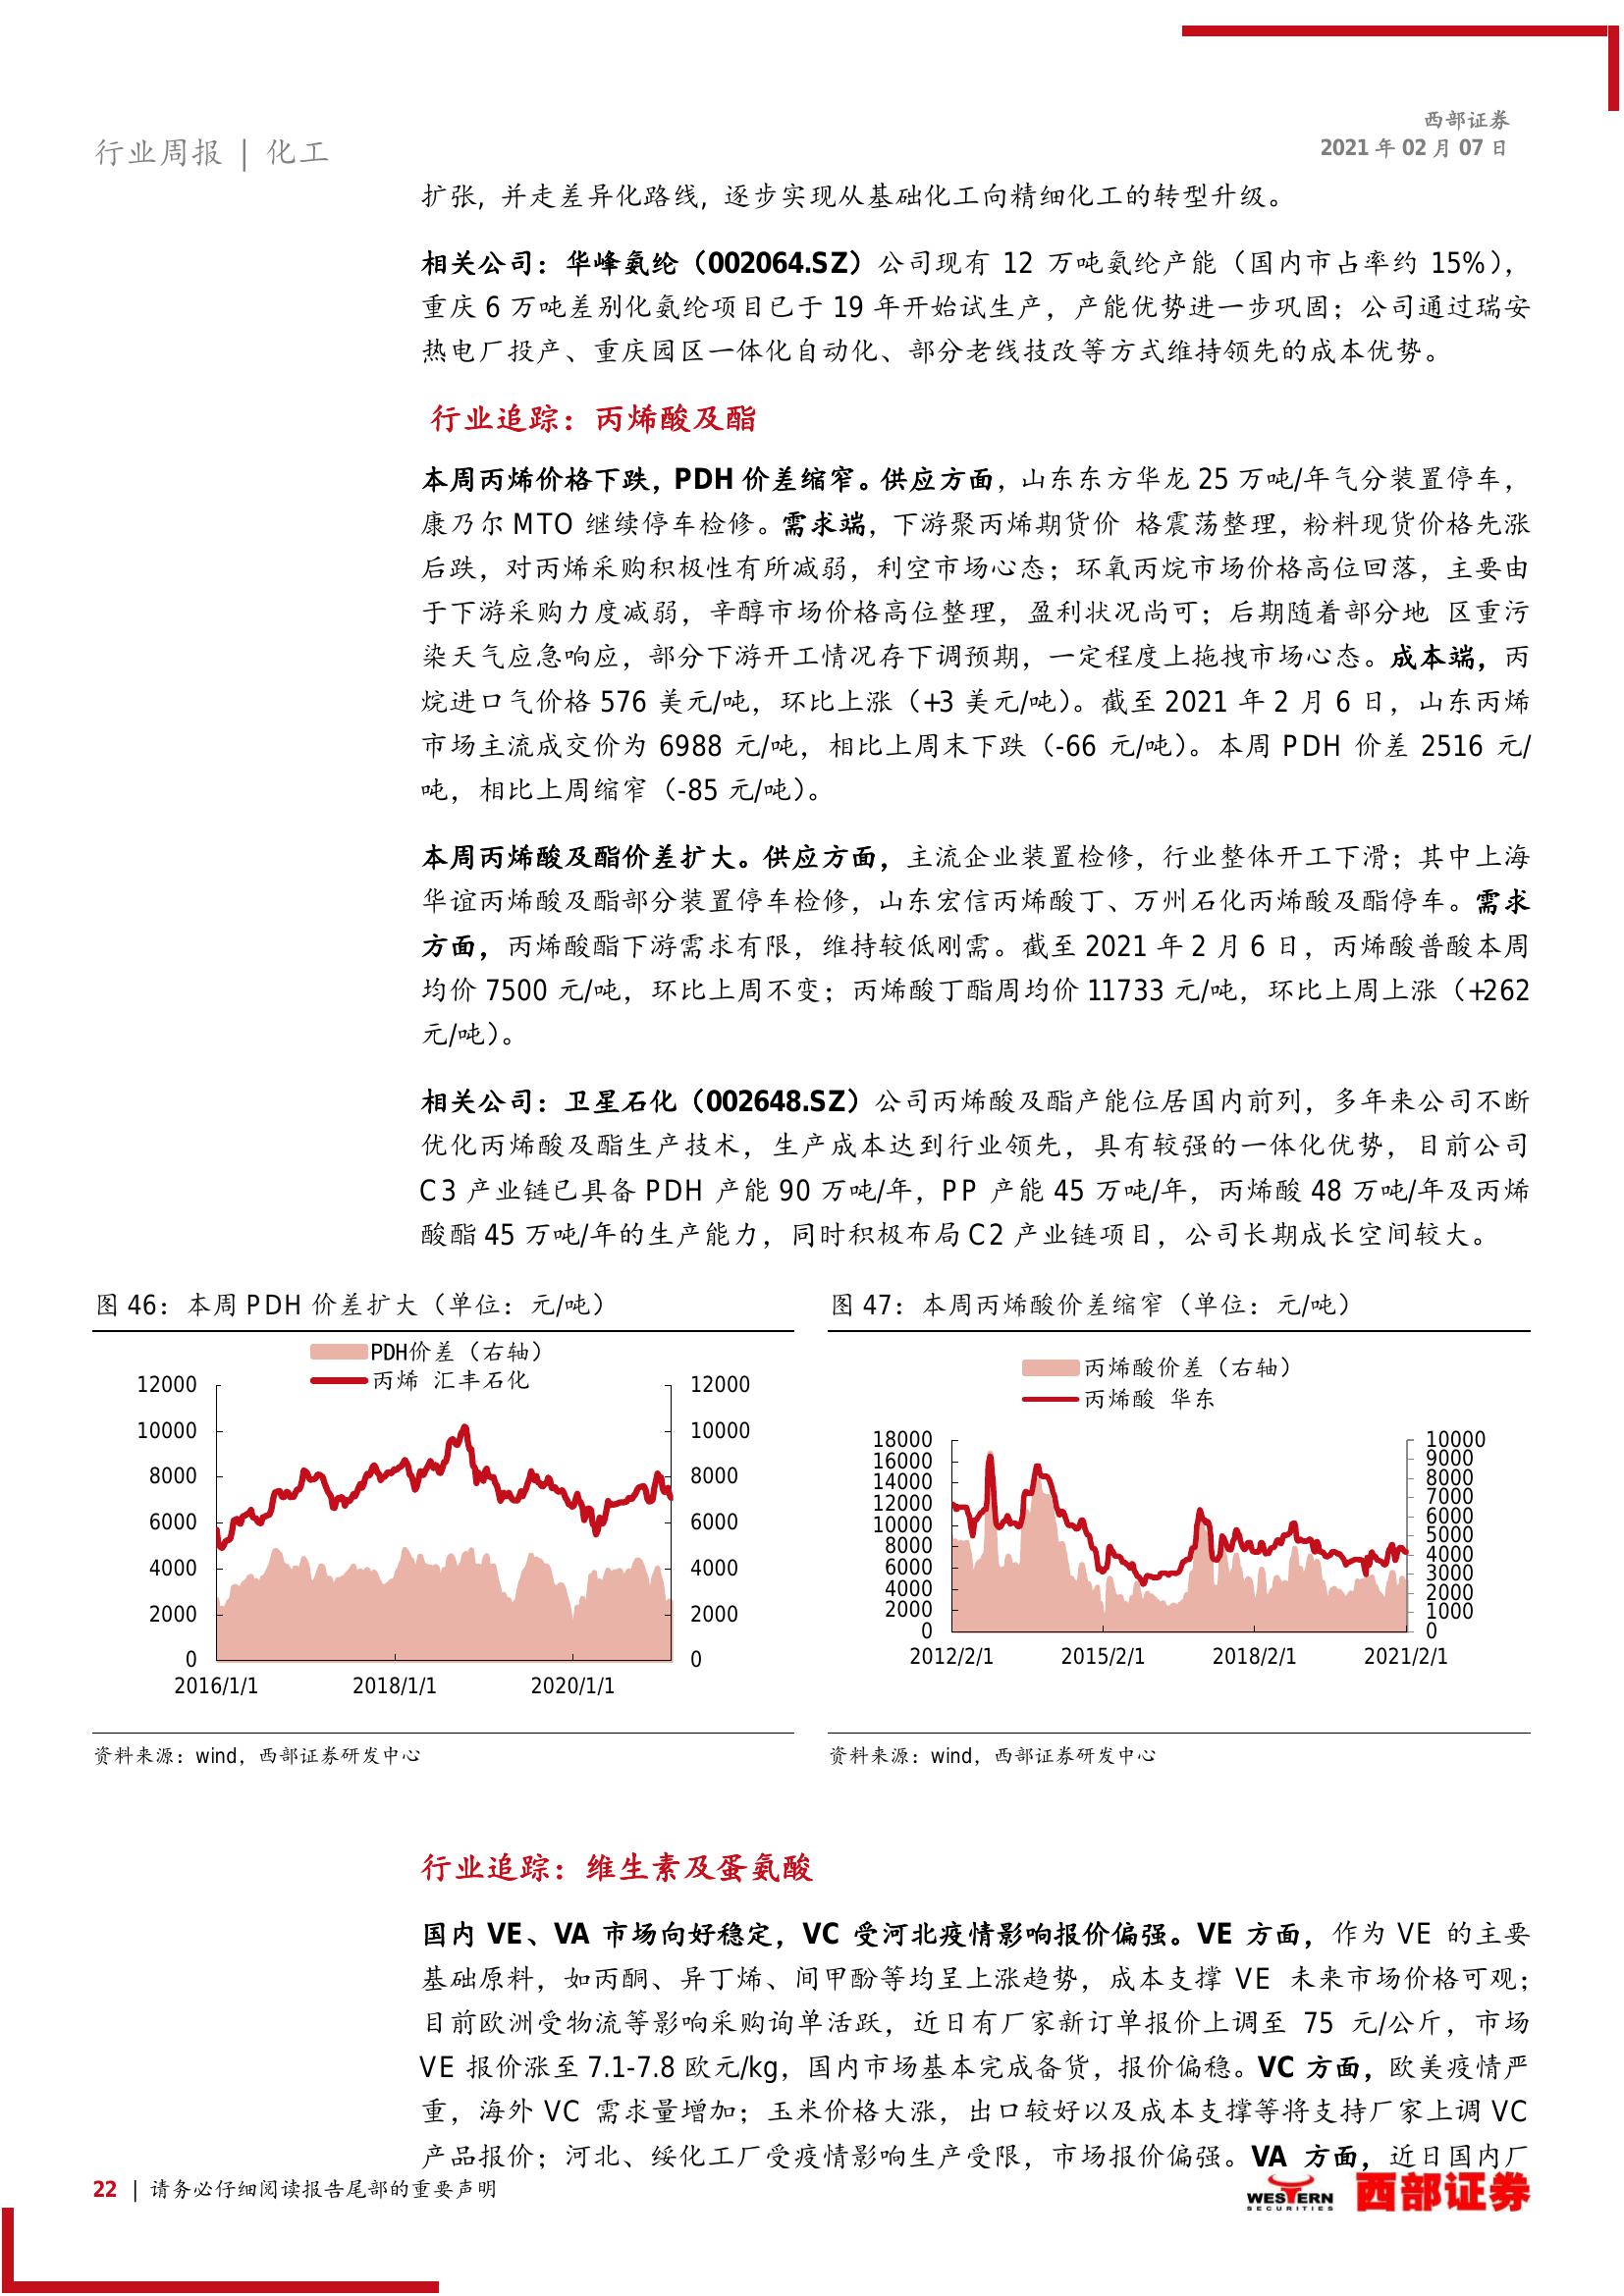 西部证券
行业周报 | 化工
2021 年 02 月 07 日
扩张，并走差异化路线，逐步实现从基础化工向精细化工的转型升级。
相关公司：华峰氨纶（002064.SZ）公司现有 12 万吨氨纶产能（国内市占率约 15%），
重庆 6 万吨差别化氨纶项目已于 19 年开始试生产，产能优势进一步巩固；公司通过瑞安
热电厂投产、重庆园区一体化自动化、部分老线技改等方式维持领先的成本优势。
行业追踪：丙烯酸及酯
本周丙烯价格下跌，PDH 价差缩窄。供应方面，山东东方华龙 25 万吨/年气分装置停车，
康乃尔 MTO 继续停车检修。需求端，下游聚丙烯期货价 格震荡整理，粉料现货价格先涨
后跌，对丙烯采购积极性有所减弱，利空市场心态；环氧丙烷市场价格高位回落，主要由
于下游采购力度减弱，辛醇市场价格高位整理，盈利状况尚可；后期随着部分地 区重污
染天气应急响应，部分下游开工情况存下调预期，一定程度上拖拽市场心态。成本端，丙
烷进口气价格 576 美元/吨，环比上涨（+3 美元/吨）。截至 2021 年 2 月 6 日，山东丙烯
市场主流成交价为 6988 元/吨，相比上周末下跌（-66 元/吨）。本周 PDH 价差 2516 元/
吨，相比上周缩窄（-85 元/吨）。
本周丙烯酸及酯价差扩大。供应方面，主流企业装置检修，行业整体开工下滑；其中上海
华谊丙烯酸及酯部分装置停车检修，山东宏信丙烯酸丁、万州石化丙烯酸及酯停车。需求
方面，丙烯酸酯下游需求有限，维持较低刚需。截至 2021 年 2 月 6 日，丙烯酸普酸本周
均价 7500 元/吨，环比上周不变；丙烯酸丁酯周均价 11733 元/吨，环比上周上涨（+262
元/吨）。
相关公司：卫星石化（002648.SZ）公司丙烯酸及酯产能位居国内前列，多年来公司不断
优化丙烯酸及酯生产技术，生产成本达到行业领先，具有较强的一体化优势，目前公司
C3 产业链已具备 PDH 产能 90 万吨/年，PP 产能 45 万吨/年，丙烯酸 48 万吨/年及丙烯
酸酯 45 万吨/年的生产能力，同时积极布局 C2 产业链项目，公司长期成长空间较大。
图 46：本周 PDH 价差扩大（单位：元/吨）
PDH价差（右轴）
丙烯 汇丰石化
12000 12000
10000 10000
8000 8000
6000 6000
4000 4000
2000 2000
0 0
2016/1/1 2018/1/1 2020/1/1
资料来源：wind，西部证券研发中心
图 47：本周丙烯酸价差缩窄（单位：元/吨）
丙烯酸价差（右轴）
丙烯酸 华东
18000 10000
16000 9000
14000 8000
12000 7000
10000 6000
8000 5000
6000 4000
4000 3000
2000 2000
0 1000
0
2012/2/1 2015/2/1 2018/2/1 2021/2/1
资料来源：wind，西部证券研发中心
行业追踪：维生素及蛋氨酸
国内 VE、VA 市场向好稳定，VC 受河北疫情影响报价偏强。VE 方面，作为 VE 的主要
基础原料，如丙酮、异丁烯、间甲酚等均呈上涨趋势，成本支撑 VE 未来市场价格可观；
目前欧洲受物流等影响采购询单活跃，近日有厂家新订单报价上调至 75 元/公斤，市场
VE 报价涨至 7.1-7.8 欧元/kg，国内市场基本完成备货，报价偏稳。VC 方面，欧美疫情严
重，海外 VC 需求量增加；玉米价格大涨，出口较好以及成本支撑等将支持厂家上调 VC
产品报价；河北、绥化工厂受疫情影响生产受限，市场报价偏强。VA 方面，近日国内厂
22 | 请务必仔细阅读报告尾部的重要声明
WESTERN SECURITIES 西部证券